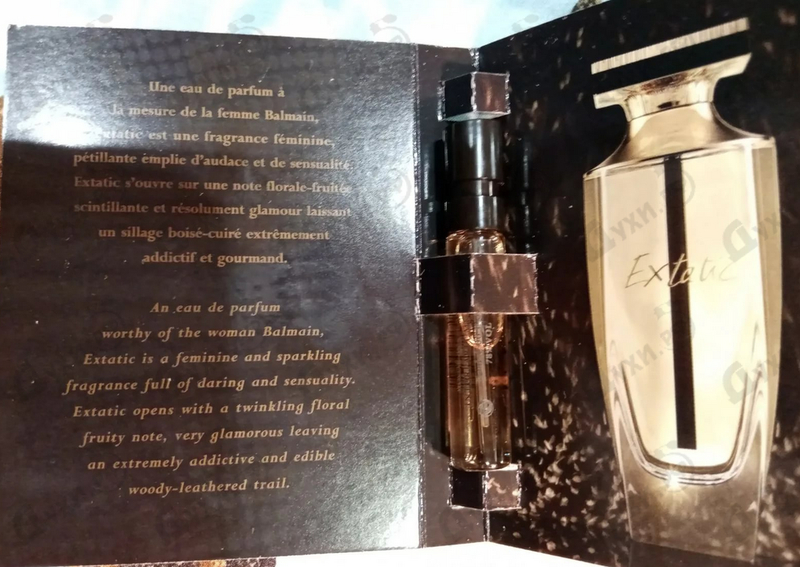 Une eau de parfum à
la mesure de la femme Balmain,
Extatic est une fragrance féminine,
pétillante emplie d'audace et de sensualité.
Extatic s'ouvre sur une note florale-fruitée
scintillante et résolument glamour laissant
un sillage boisé-cuiré extrêmement
addictif et gourmand.
An eau de parfum
worthy of the woman Balmain,
Extatic is a feminine and sparkling
fragrance full of daring and sensuality.
Extatic opens with a twinkling floral
fruity note, very glamorous leaving
an extremely addictive and edible
woody-leathered trail.
Extatic
Духи.